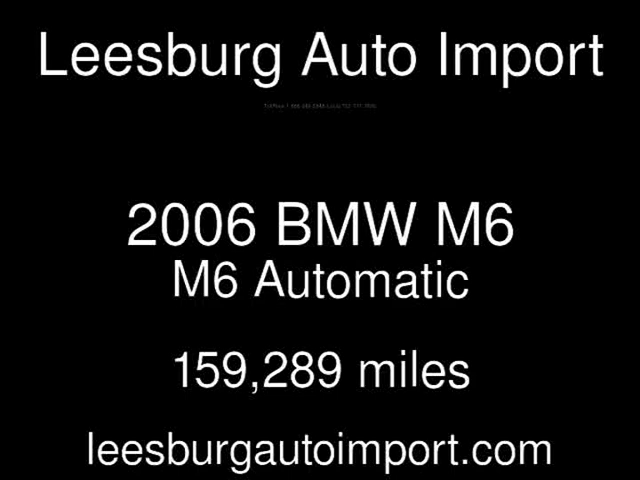 Leesburg Auto Import
2006 BMW M6
M6 Automatic
159,289 miles
leesburgautoimport.com